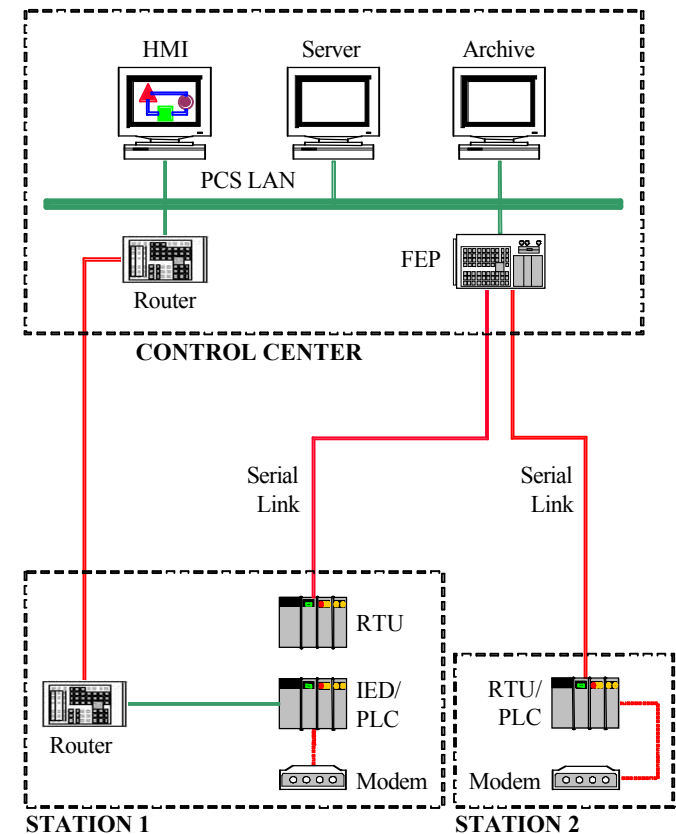 HMI
Server
Archive
PCS LAN
FEP
Router
CONTROL CENTER
Serial
Link
Serial
Link
RTU
IED/
PLC
RTU/
PLC
Router
Modem
Modem
STATION 1
STATION 2